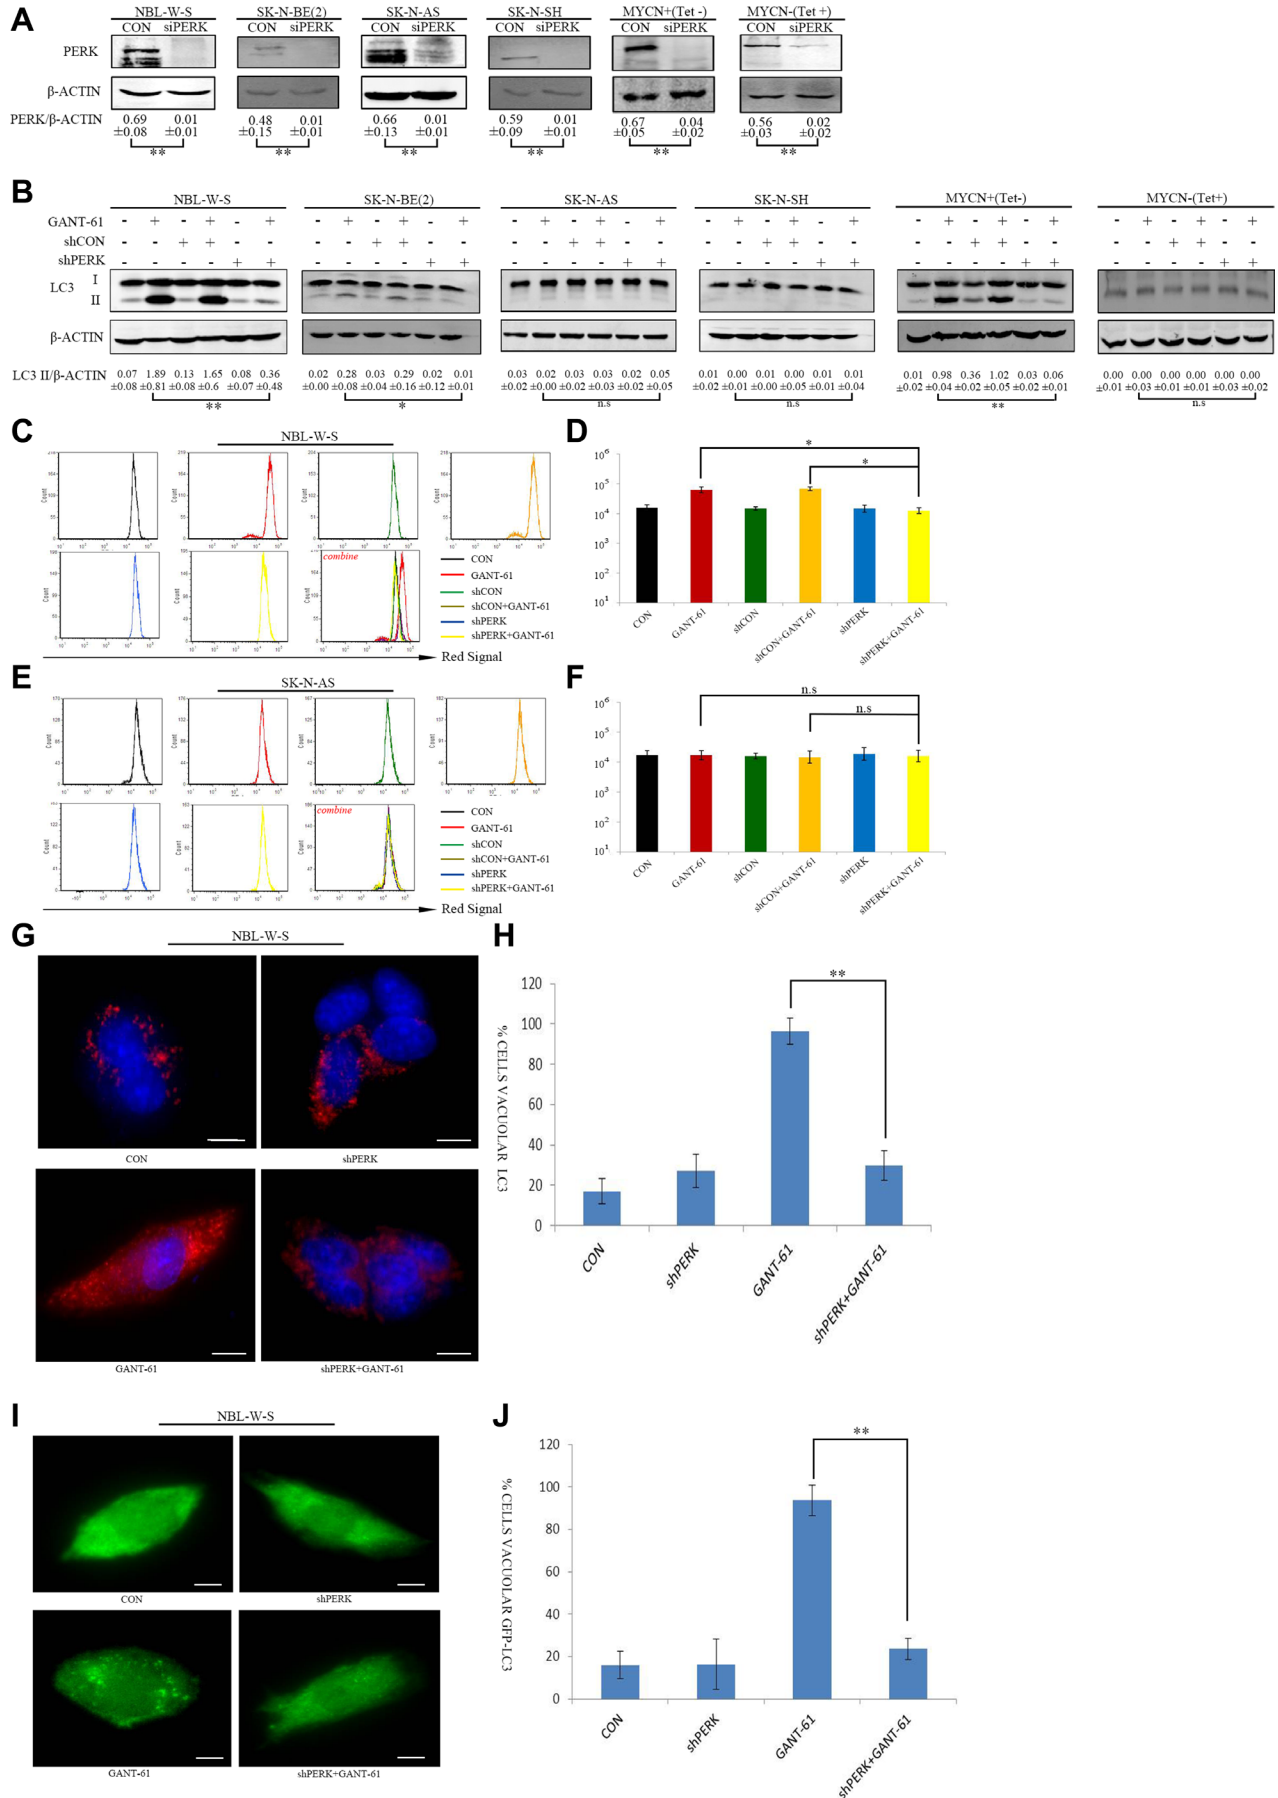 A
NBL-W-S SK-N-BE(2) SK-N-AS SK-N-SH MYCN+(Tet -) MYCN-(Tet +)
CON siPERK CON siPERK CON siPERK CON siPERK CON siPERK CON siPERK
PERK
β-ACTIN
PERK/β-ACTIN 0.69 0.01 0.48 0.01 0.66 0.01 0.59 0.01 0.67 0.04 0.56 0.02
±0.08 ±0.01 ±0.15 ±0.01 ±0.13 ±0.01 ±0.09 ±0.01 ±0.05 ±0.02 ±0.03 ±0.02
** ** ** ** ** **
B
NBL-W-S SK-N-BE(2) SK-N-AS SK-N-SH MYCN+(Tet-) MYCN-(Tet+)
GANT-61 - + - + - + - + - + - + - + - + - + - + - + - + - + - + - + - + - + - +
shCON - - + + - - - - + + - - - - + + - - - - + + - - - - + + - - - - + + - -
shPERK - - - - + + - - - - + + - - - - + + - - - - + + - - - - + + - - - - + +
LC3 I
II
β-ACTIN
LC3 II/β-ACTIN 0.07 1.89 0.13 1.65 0.08 0.36 0.02 0.28 0.03 0.29 0.02 0.01 0.03 0.02 0.03 0.03 0.02 0.05 0.01 0.00 0.01 0.00 0.01 0.01 0.01 0.98 0.36 1.02 0.03 0.06 0.00 0.00 0.00 0.00 0.00 0.00
±0.08 ±0.81 ±0.08 ±0.6 ±0.07 ±0.48 ±0.00 ±0.08 ±0.04 ±0.16 ±0.12 ±0.01 ±0.02 ±0.01 ±0.02 ±0.05 ±0.02 ±0.05 ±0.02 ±0.01 ±0.00 ±0.05 ±0.01 ±0.04 ±0.02 ±0.04 ±0.02 ±0.05 ±0.02 ±0.01 ±0.01 ±0.03 ±0.01 ±0.01 ±0.03 ±0.02
** * n.s n.s ** n.s
C
NBL-W-S
Count
combine
CON
GANT-61
shCON
shCON+GANT-61
shPERK
shPERK+GANT-61
Red Signal
D
*
*
10⁶
10⁵
10⁴
10³
10²
10¹
CON GANT-61 shCON shCON+GANT-61 shPERK shPERK+GANT-61
E
SK-N-AS
Count
combine
CON
GANT-61
shCON
shCON+GANT-61
shPERK
shPERK+GANT-61
Red Signal
F
n.s
n.s
10⁶
10⁵
10⁴
10³
10²
10¹
CON GANT-61 shCON shCON+GANT-61 shPERK shPERK+GANT-61
G
NBL-W-S
CON shPERK
GANT-61 shPERK+GANT-61
H
% CELLS VACUOLAR LC3
**
120
100
80
60
40
20
0
CON shPERK GANT-61 shPERK+GANT-61
I
NBL-W-S
CON shPERK
GANT-61 shPERK+GANT-61
J
% CELLS VACUOLAR GFP-LC3
**
120
100
80
60
40
20
0
CON shPERK GANT-61 shPERK+GANT-61